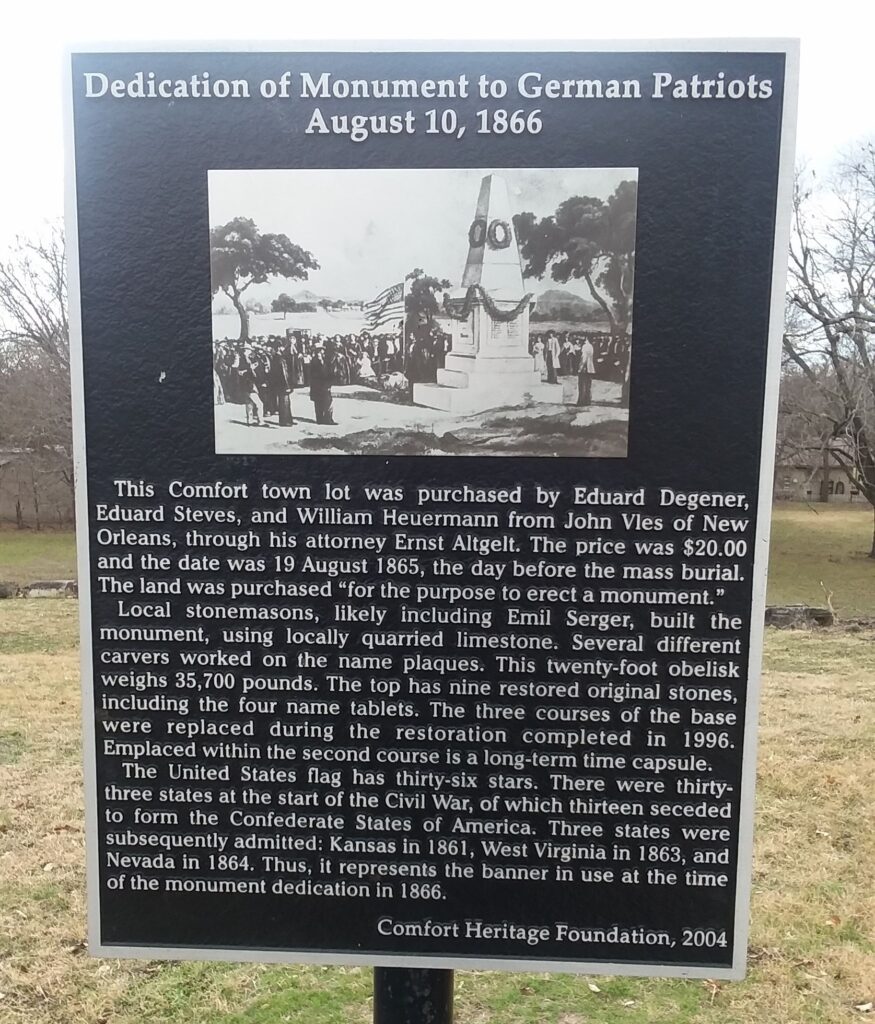 Dedication of Monument to German Patriots
August 10, 1866
This Comfort town lot was purchased by Eduard Degener,
Eduard Steves, and William Heuermann from John Vles of New
Orleans, through his attorney Ernst Altgelt. The price was $20.00
and the date was 19 August 1865, the day before the mass burial.
The land was purchased “for the purpose to erect a monument.”
Local stonemasons, likely including Emil Serger, built the
monument, using locally quarried limestone. Several different
carvers worked on the name plaques. This twenty-foot obelisk
weighs 35,700 pounds. The top has nine restored original stones,
including the four name tablets. The three courses of the base
were replaced during the restoration completed in 1996.
Emplaced within the second course is a long-term time capsule.
The United States flag has thirty-six stars. There were thirty-
three states at the start of the Civil War, of which thirteen seceded
to form the Confederate States of America. Three states were
subsequently admitted: Kansas in 1861, West Virginia in 1863, and
Nevada in 1864. Thus, it represents the banner in use at the time
of the monument dedication in 1866.
Comfort Heritage Foundation, 2004